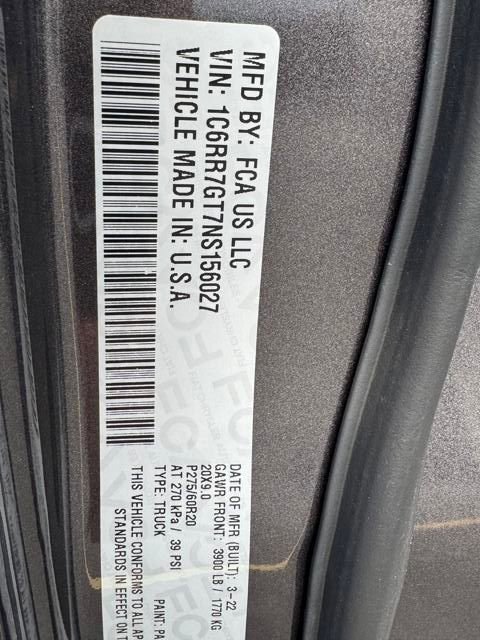 MFD BY: FCA US LLC
VIN: 1C6RR7GT7NS156027
VEHICLE MADE IN: U.S.A.
DATE OF MFR (BUILT): 3-22
GAWR FRONT: 3900 LB / 1770 KG
20X9.0
P275/60R20
AT 270 kPa / 39 PSI
TYPE: TRUCK PAINT: PA
THIS VEHICLE CONFORMS TO ALL AP
STANDARDS IN EFFECT ON T